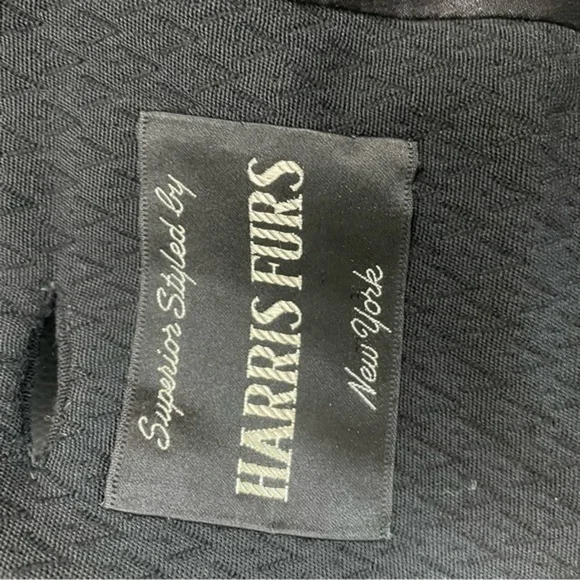 Superior Styled by
HARRIS FURS
New York